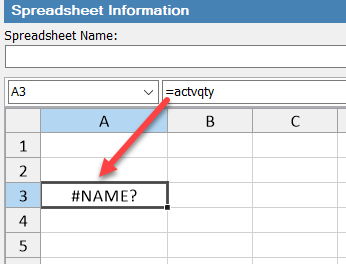 Spreadsheet Information
Spreadsheet Name:
A3 =actvqty
A B C
1
2
3 #NAME?
4
5